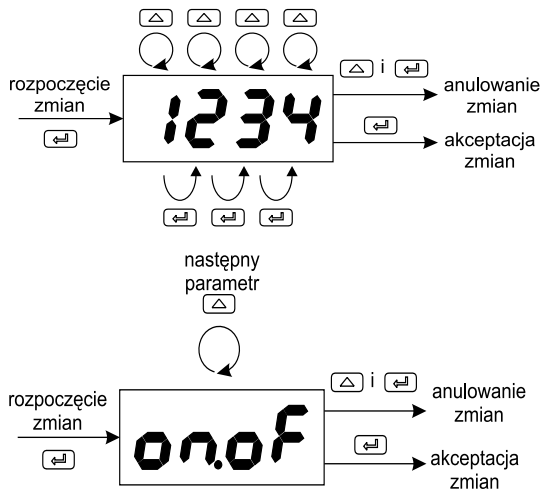 rozpoczęcie
zmian
1234
i
anulowanie
zmian
akceptacja
zmian
następny
parametr
rozpoczęcie
zmian
on.oF
i
anulowanie
zmian
akceptacja
zmian